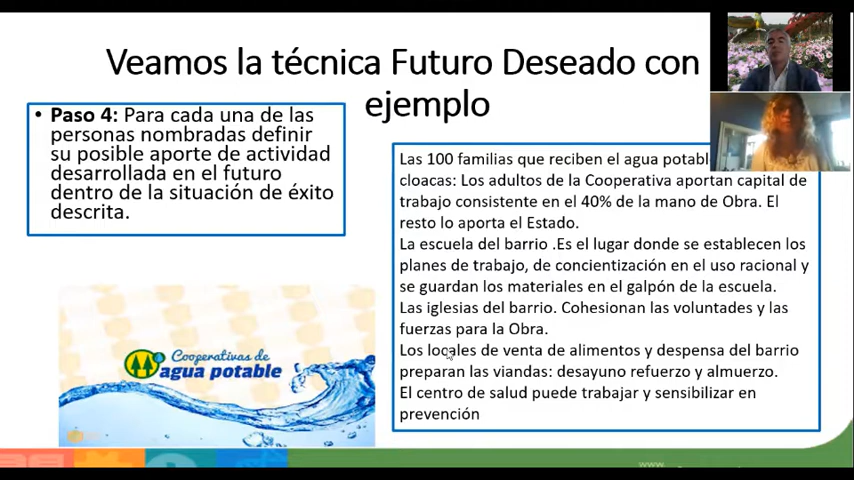 Veamos la técnica Futuro Deseado con
ejemplo
• Paso 4: Para cada una de las
personas nombradas definir
su posible aporte de actividad
desarrollada en el futuro
dentro de la situación de éxito
descrita.
Las 100 familias que reciben el agua
cloacas: Los adultos de la Cooperativa aportan capital de
trabajo consistente en el 40% de la mano de Obra. El
resto lo aporta el Estado.
La escuela del barrio .Es el lugar donde se establecen los
planes de trabajo, de concientización en el uso racional y
se guardan los materiales en el galpón de la escuela.
Las iglesias del barrio. Cohesionan las voluntades y las
fuerzas para la Obra.
Los locales de venta de alimentos y despensa del barrio
preparan las viandas: desayuno refuerzo y almuerzo.
El centro de salud puede trabajar y sensibilizar en
prevención
Cooperativas de
agua potable
www